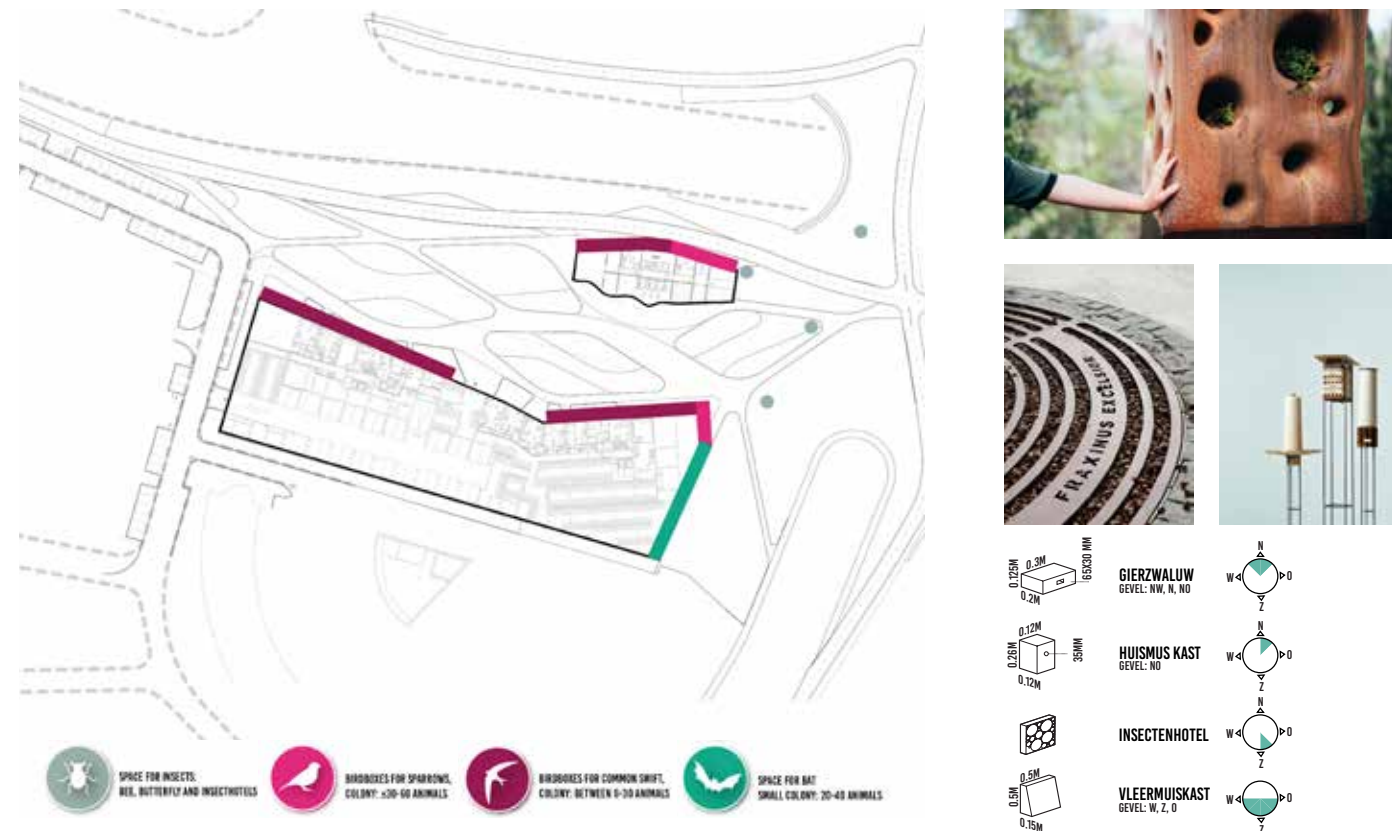 FRAXINUS EXCELSIOR
0.3M
0.125M
0.2M
65X30 MM
GIERZWALUW
GEVEL: NW, N, NO
N
W
O
Z
0.12M
0.26M
0.12M
35MM
HUISMUS KAST
GEVEL: NO
N
W
O
Z
INSECTENHOTEL
N
W
O
Z
0.5M
0.5M
0.15M
VLEERMUISKAST
GEVEL: W, Z, O
N
W
O
Z
SPACE FOR INSECTS,
BEE, BUTTERFLY AND INSECTHOTELS
BIRDBOXES FOR SPARROWS,
COLONY: ±30-60 ANIMALS
BIRDBOXES FOR COMMON SWIFT,
COLONY: BETWEEN 6-30 ANIMALS
SPACE FOR BAT
SMALL COLONY: 20-40 ANIMALS